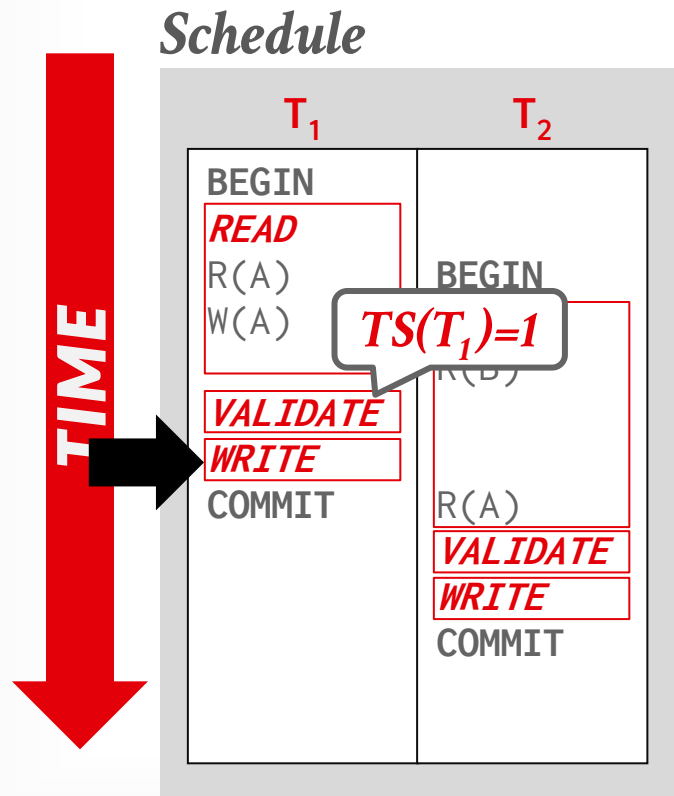 Schedule
TIME
T1
T2
BEGIN
READ
R(A)
W(A)
VALIDATE
WRITE
COMMIT
BEGIN
TS(T1)=1
R(B)
R(A)
VALIDATE
WRITE
COMMIT